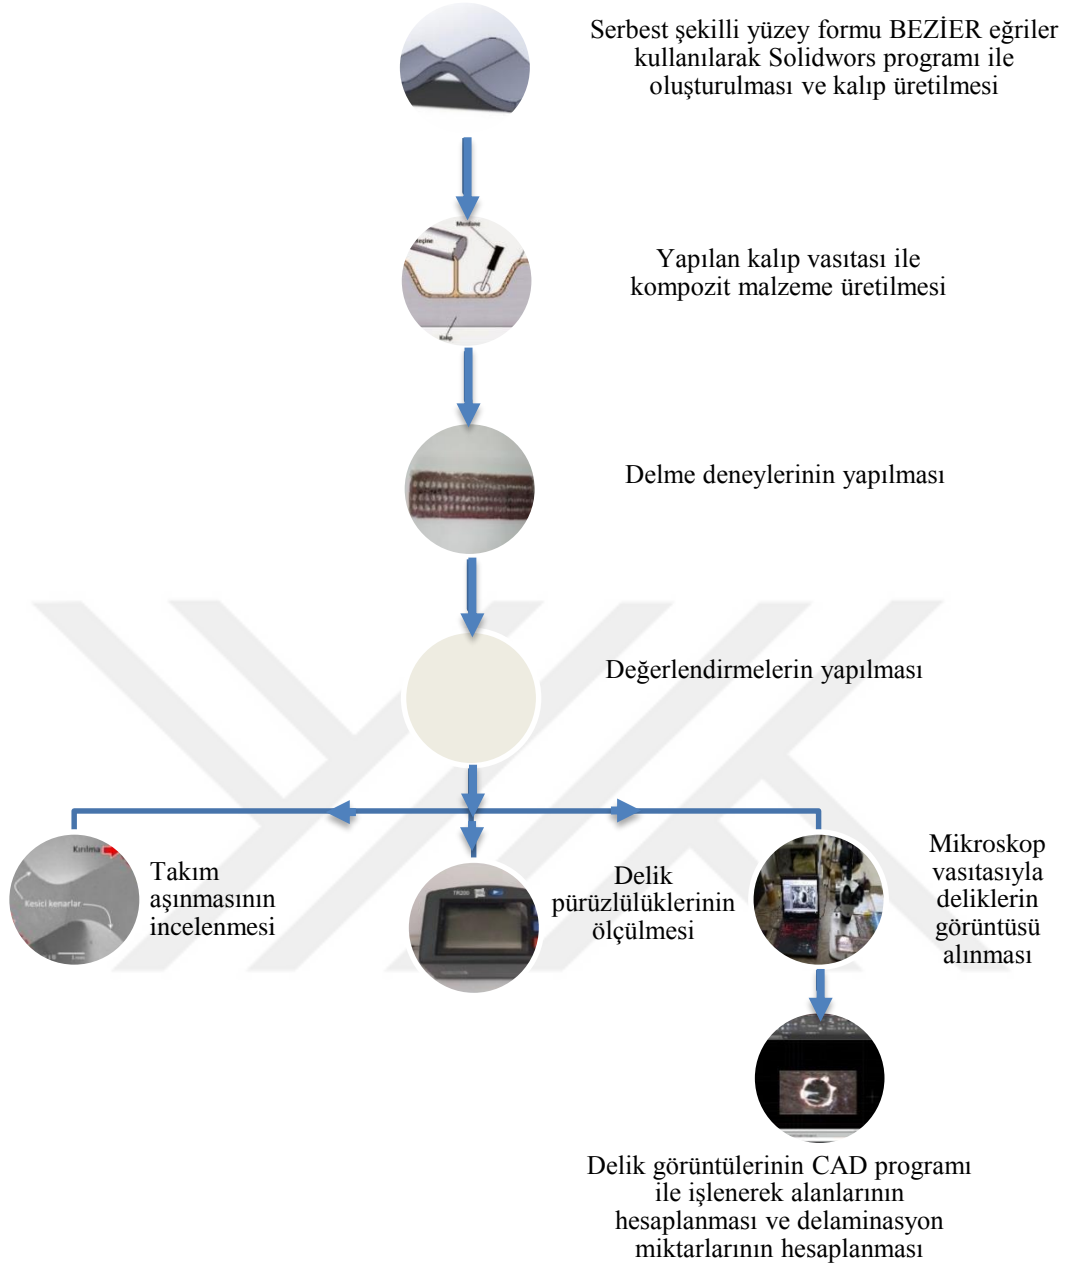 Serbest şekilli yüzey formu BEZİER eğriler
kullanılarak Solidwors programı ile
oluşturulması ve kalıp üretilmesi
Merdane
Kalıp
Yapılan kalıp vasıtası ile
kompozit malzeme üretilmesi
Delme deneylerinin yapılması
Değerlendirmelerin yapılması
Kırılma
Kesici kenarlar
Takım
aşınmasının
incelenmesi
TR200
Delik
pürüzlülüklerinin
ölçülmesi
Mikroskop
vasıtasıyla
deliklerin
görüntüsü
alınması
Delik görüntülerinin CAD programı
ile işlenerek alanlarının
hesaplanması ve delaminasyon
miktarlarının hesaplanması